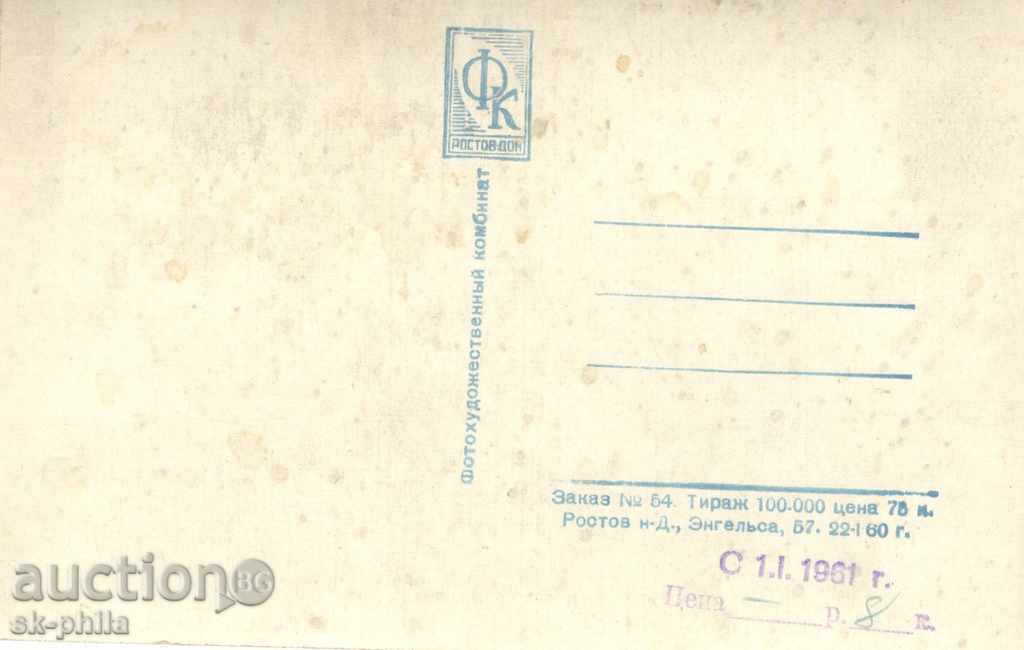 ФК
РОСТОВ-ДОН
Фотохудожественный комбинат
Заказ № 54. Тираж 100.000 цена 75 к.
Ростов н-Д., Энгельса, 57. 22-I 60 г.
С 1.I. 1961 г.
Цена — р. 8 к.
auction BG
sk-phila